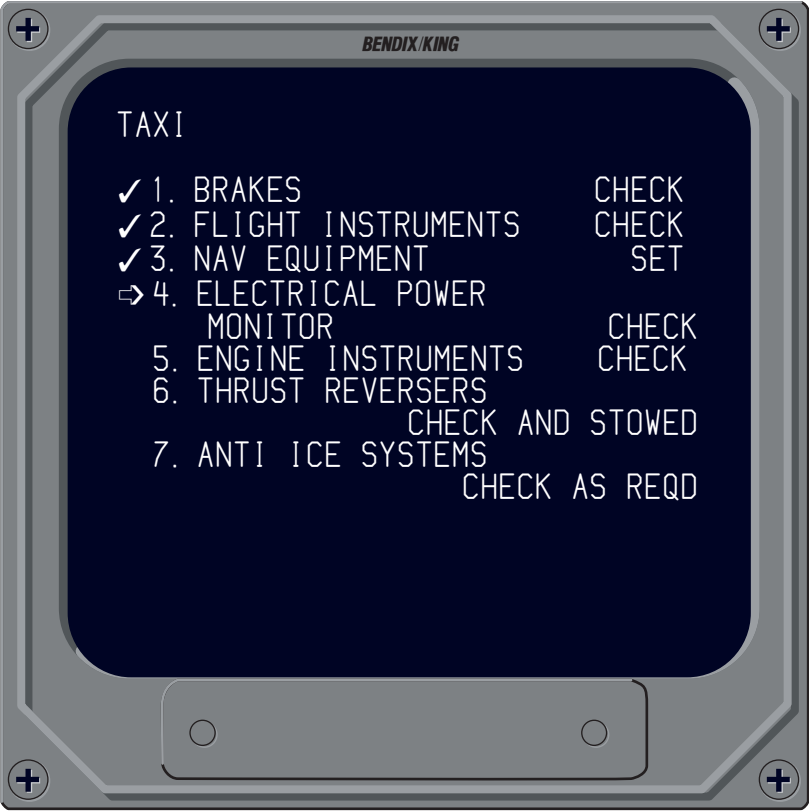 BENDIX/KING
TAXI
✓ 1. BRAKES CHECK
✓ 2. FLIGHT INSTRUMENTS CHECK
✓ 3. NAV EQUIPMENT SET
➩ 4. ELECTRICAL POWER
MONITOR CHECK
5. ENGINE INSTRUMENTS CHECK
6. THRUST REVERSERS
CHECK AND STOWED
7. ANTI ICE SYSTEMS
CHECK AS REQD